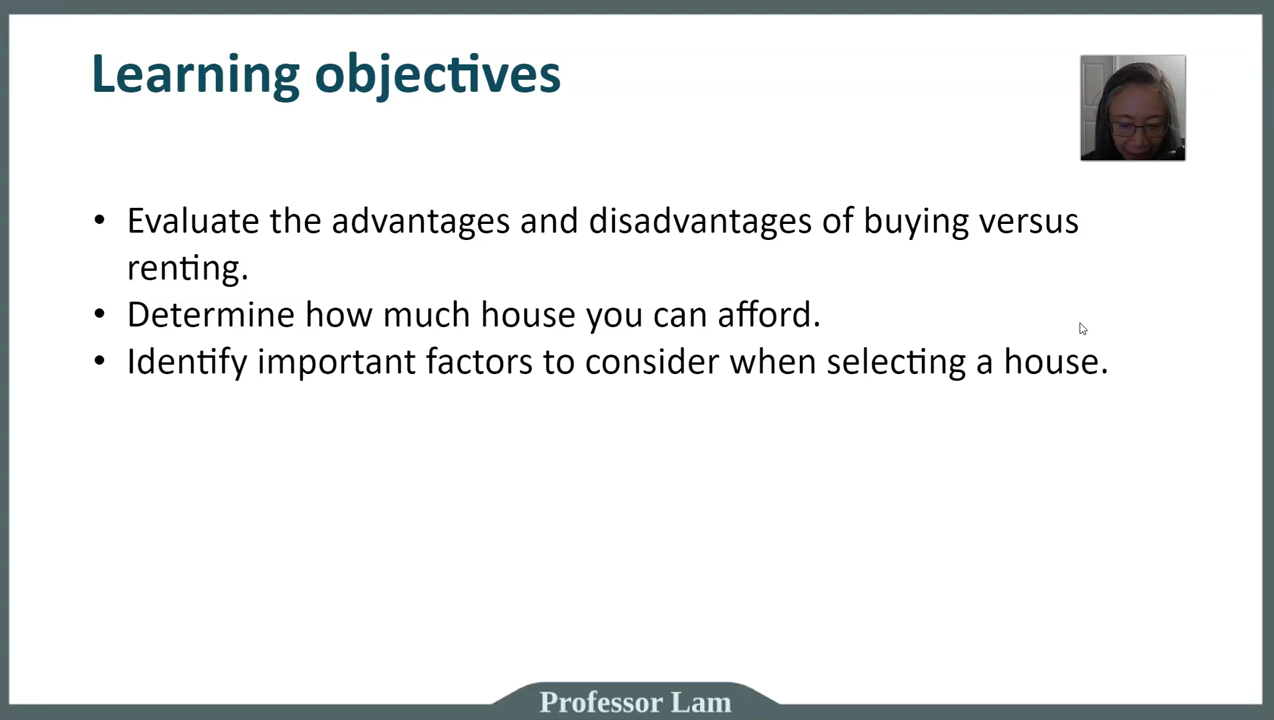 Learning objectives
• Evaluate the advantages and disadvantages of buying versus
renting.
• Determine how much house you can afford.
• Identify important factors to consider when selecting a house.
Professor Lam